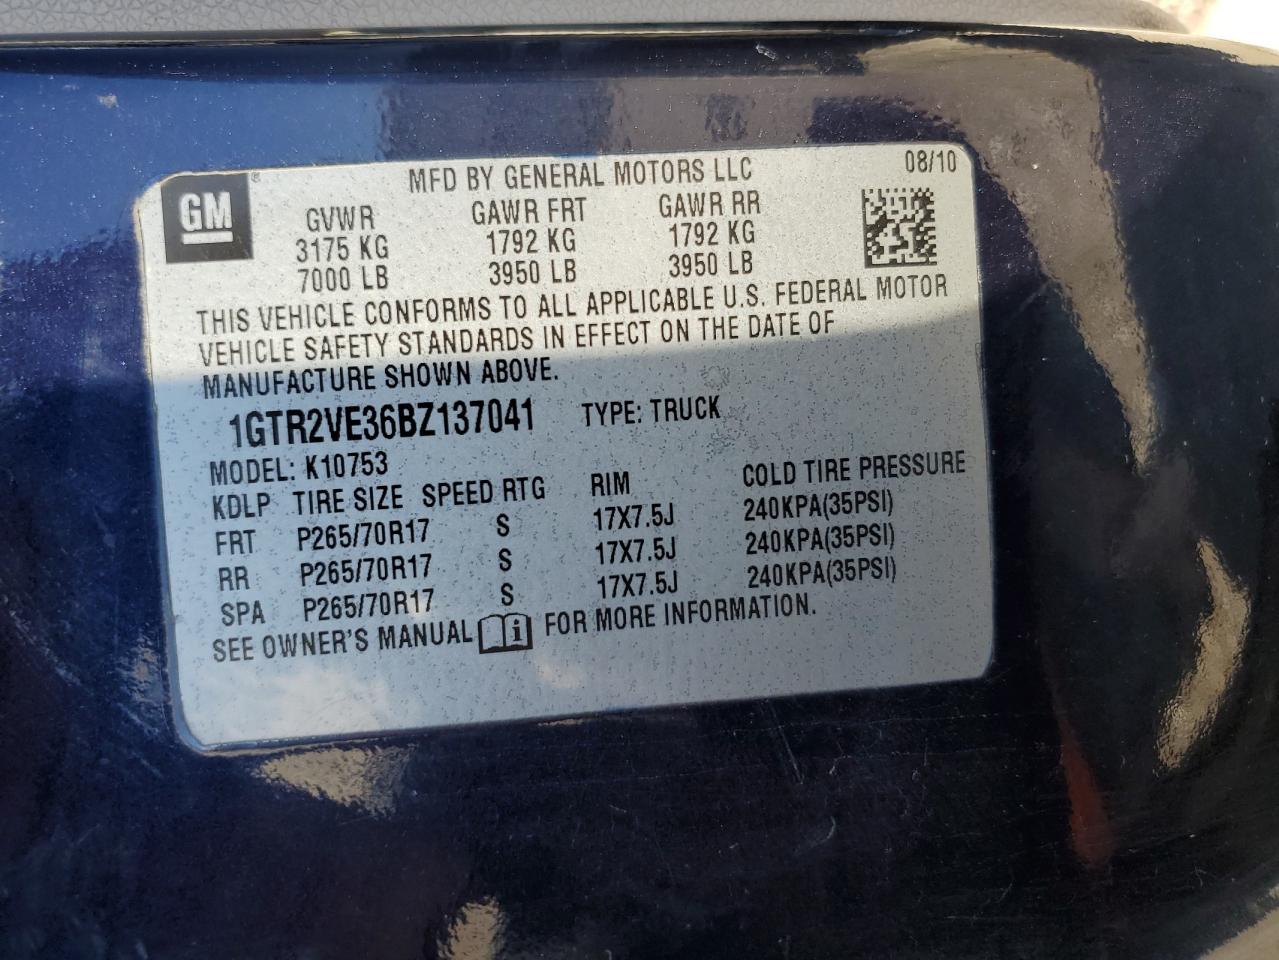 MFD BY GENERAL MOTORS LLC 08/10
GM®
GVWR GAWR FRT GAWR RR
3175 KG 1792 KG 1792 KG
7000 LB 3950 LB 3950 LB
THIS VEHICLE CONFORMS TO ALL APPLICABLE U.S. FEDERAL MOTOR
VEHICLE SAFETY STANDARDS IN EFFECT ON THE DATE OF
MANUFACTURE SHOWN ABOVE.
1GTR2VE36BZ137041 TYPE: TRUCK
MODEL: K10753
KDLP TIRE SIZE SPEED RTG RIM COLD TIRE PRESSURE
FRT P265/70R17 S 17X7.5J 240KPA(35PSI)
RR P265/70R17 S 17X7.5J 240KPA(35PSI)
SPA P265/70R17 S 17X7.5J 240KPA(35PSI)
SEE OWNER'S MANUAL i FOR MORE INFORMATION.